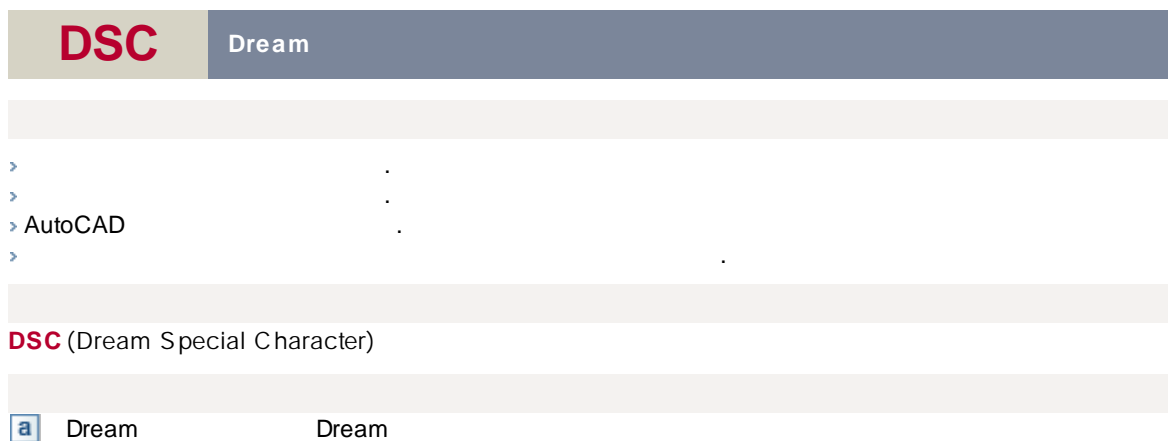 DSC Dream
.
.
AutoCAD .
.
DSC (Dream Special Character)
a Dream Dream